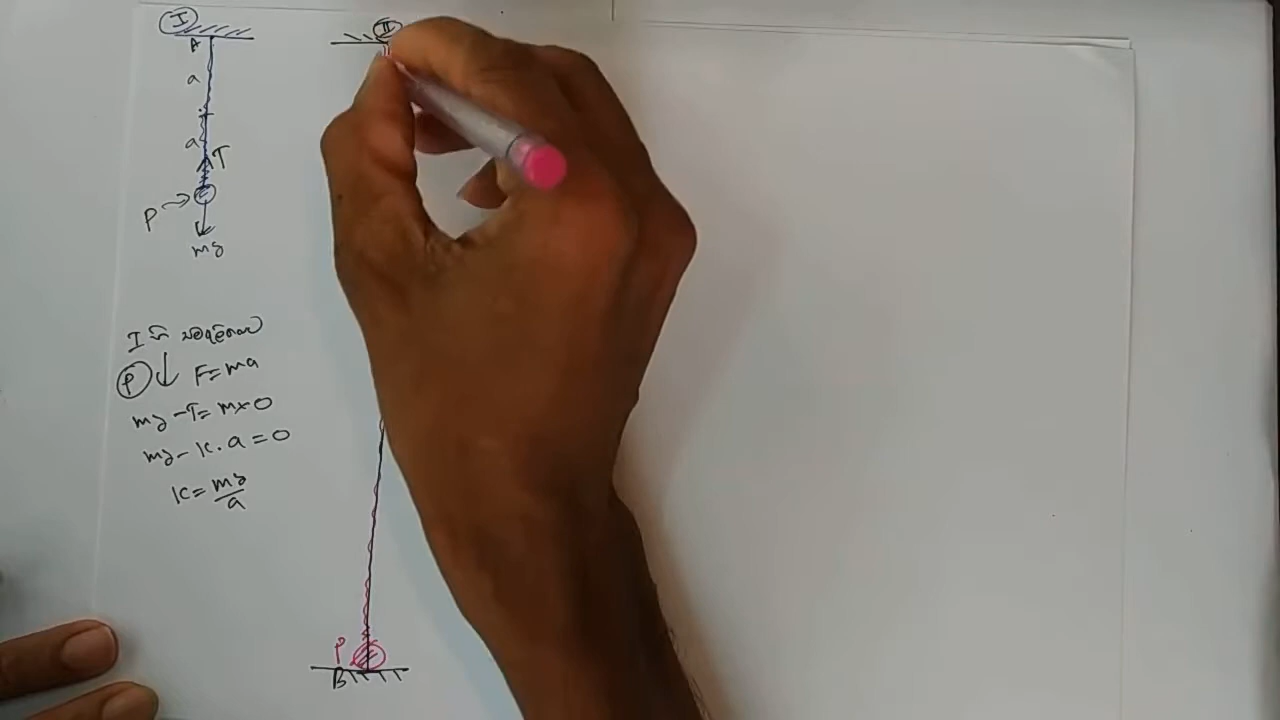 I
A
a
a
T
P
mg
I හි සමතුලිතතාව
P ↓ F = ma
mg - T = m×0
mg - k.a = 0
k = mg/a
II
P
B